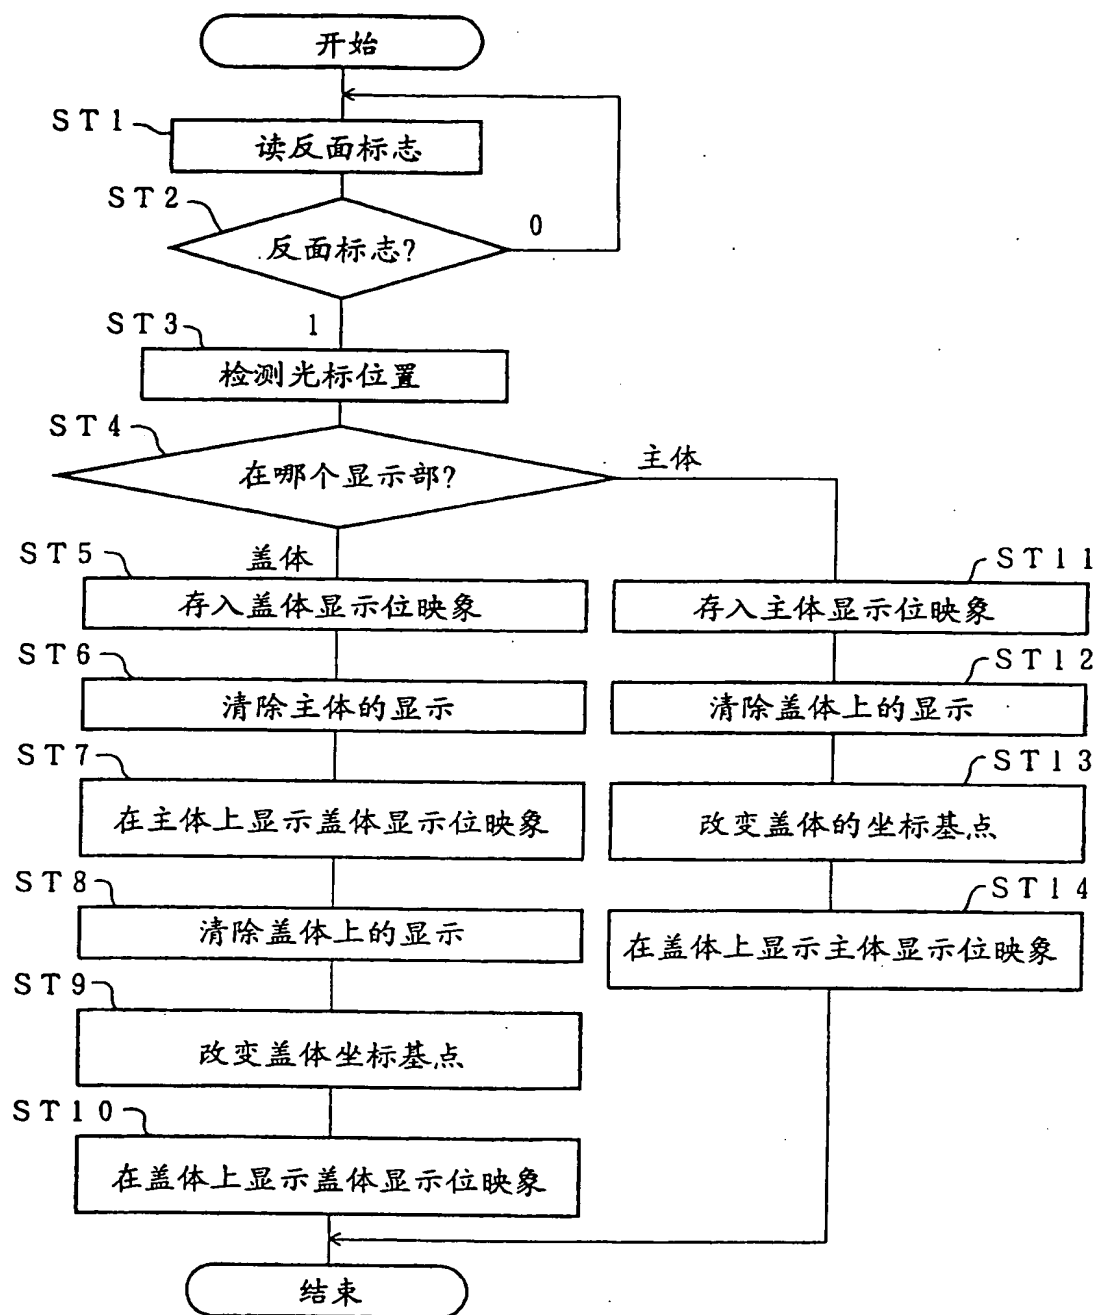 开始
ST1
读反面标志
ST2
反面标志?
0
1
ST3
检测光标位置
ST4
在哪个显示部?
主体
盖体
ST5
存入盖体显示位映象
ST6
清除主体的显示
ST7
在主体上显示盖体显示位映象
ST8
清除盖体上的显示
ST9
改变盖体坐标基点
ST10
在盖体上显示盖体显示位映象
ST11
存入主体显示位映象
ST12
清除盖体上的显示
ST13
改变盖体的坐标基点
ST14
在盖体上显示主体显示位映象
结束